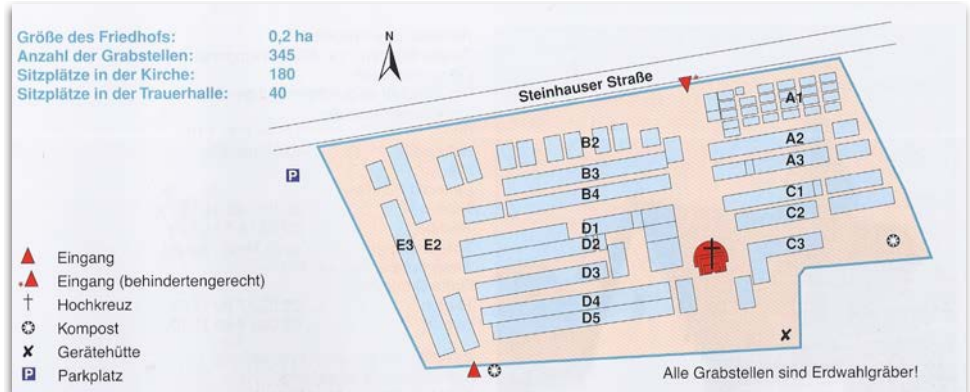 Größe des Friedhofs: 0,2 ha
Anzahl der Grabstellen: 345
Sitzplätze in der Kirche: 180
Sitzplätze in der Trauerhalle: 40
N
Steinhauser Straße
A1
A2
A3
B2
B3
B4
C1
C2
C3
D1
D2
D3
D4
D5
E3 E2
P
Eingang
Eingang (behindertengerecht)
Hochkreuz
Kompost
Gerätehütte
P Parkplatz
Alle Grabstellen sind Erdwahlgräber!